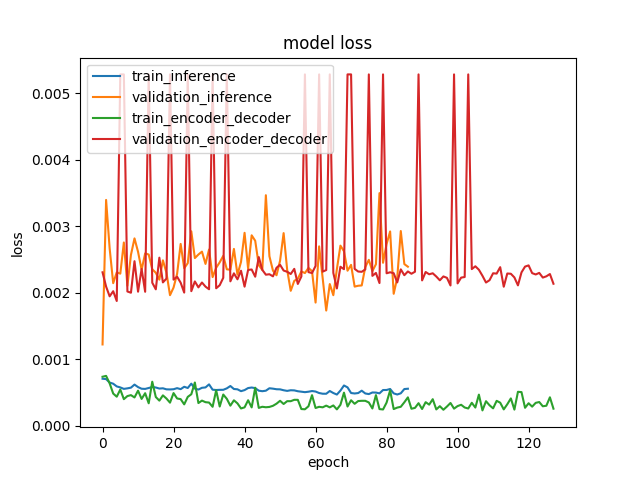 model loss
train_inference
validation_inference
train_encoder_decoder
validation_encoder_decoder
loss
0.005
0.004
0.003
0.002
0.001
0.000
0 20 40 60 80 100 120
epoch